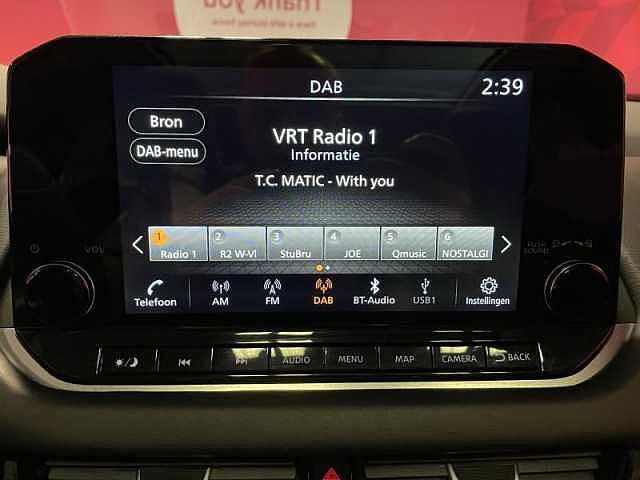 Thank you
DAB
2:39
Bron
DAB-menu
VRT Radio 1
Informatie
T.C. MATIC - With you
1 2 3 4 5 6
Radio 1 R2 W-Vl StuBru JOE Qmusic NOSTALGI
Telefoon AM FM DAB BT-Audio USB1 Instellingen
VOL
PUSH SOUND
AUDIO MENU MAP CAMERA BACK